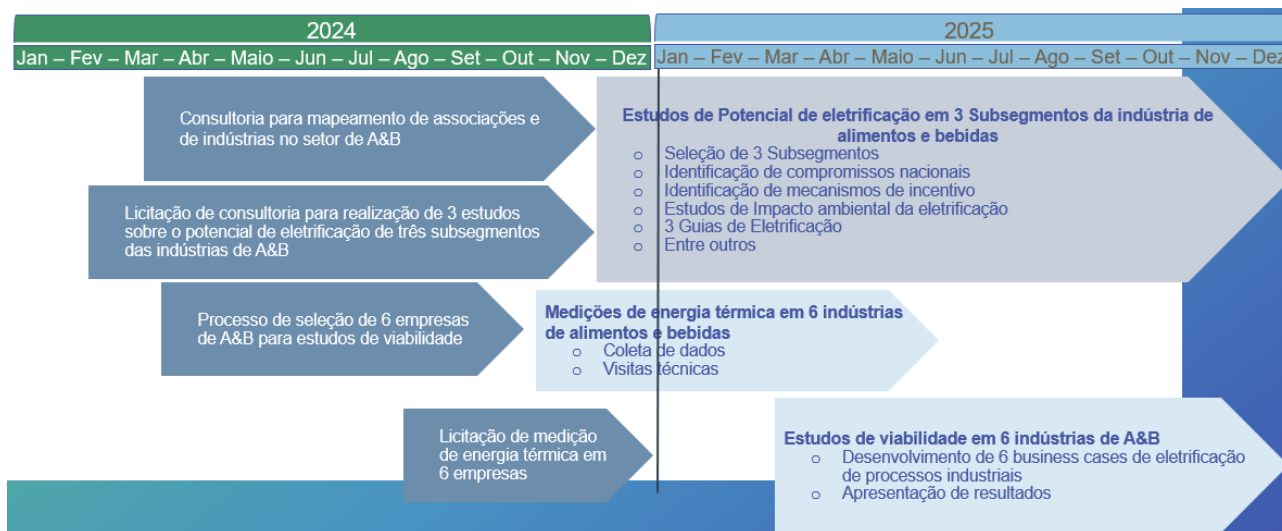 2024
2025
Jan – Fev – Mar – Abr – Maio – Jun – Jul – Ago – Set – Out – Nov – Dez
Jan – Fev – Mar – Abr – Maio – Jun – Jul – Ago – Set – Out – Nov – Dez
Consultoria para mapeamento de associações e
de indústrias no setor de A&B
Estudos de Potencial de eletrificação em 3 Subsegmentos da indústria de
alimentos e bebidas
o Seleção de 3 Subsegmentos
o Identificação de compromissos nacionais
o Identificação de mecanismos de incentivo
o Estudos de Impacto ambiental da eletrificação
o 3 Guias de Eletrificação
o Entre outros
Licitação de consultoria para realização de 3 estudos
sobre o potencial de eletrificação de três subsegmentos
das indústrias de A&B
Processo de seleção de 6 empresas
de A&B para estudos de viabilidade
Medições de energia térmica em 6 indústrias
de alimentos e bebidas
o Coleta de dados
o Visitas técnicas
Licitação de medição
de energia térmica em
6 empresas
Estudos de viabilidade em 6 indústrias de A&B
o Desenvolvimento de 6 business cases de eletrificação
de processos industriais
o Apresentação de resultados